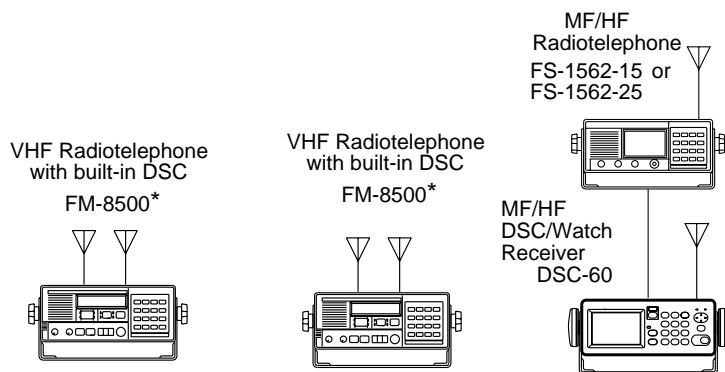 VHF Radiotelephone
with built-in DSC
FM-8500*
VHF Radiotelephone
with built-in DSC
FM-8500*
MF/HF
Radiotelephone
FS-1562-15 or
FS-1562-25
MF/HF
DSC/Watch
Receiver
DSC-60